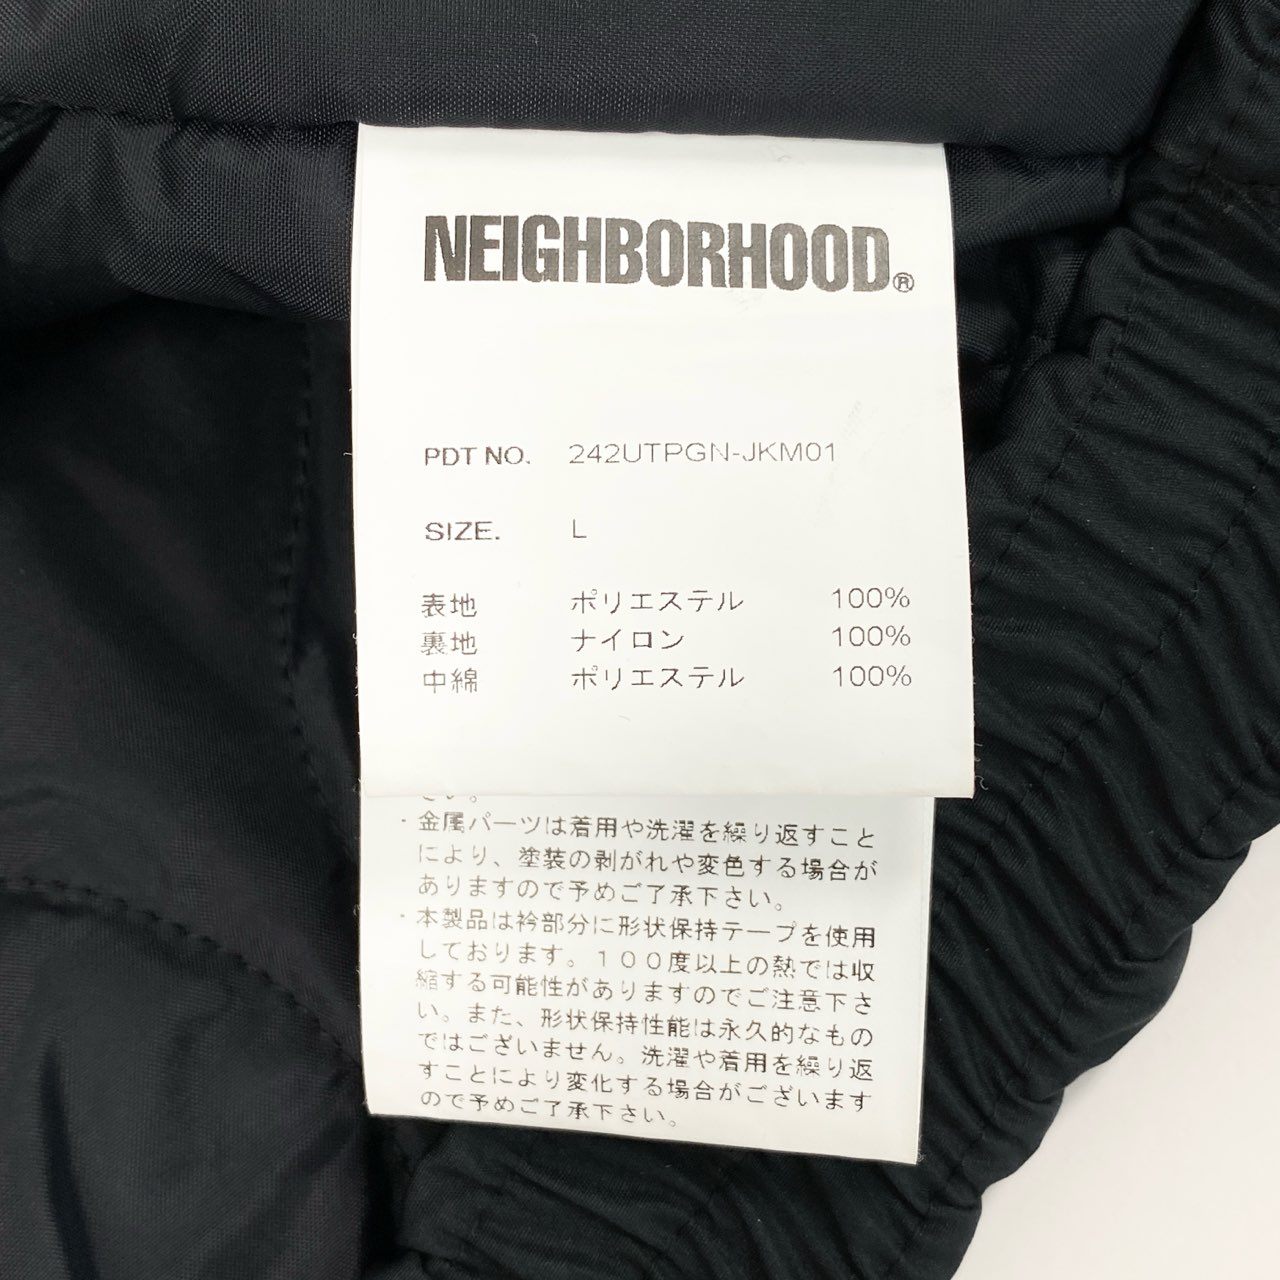 NEIGHBORHOOD®
PDT NO. 242UTPGN-JKM01
SIZE. L
表地 ポリエステル 100%
裏地 ナイロン 100%
中綿 ポリエステル 100%
さい。
・金属パーツは着用や洗濯を繰り返すこと
により、塗装の剥がれや変色する場合が
ありますので予めご了承下さい。
・本製品は衿部分に形状保持テープを使用
しております。100度以上の熱では収
縮する可能性がありますのでご注意下さ
い。また、形状保持性能は永久的なもの
ではございません。洗濯や着用を繰り返
すことにより変化する場合がございます
ので予めご了承下さい。